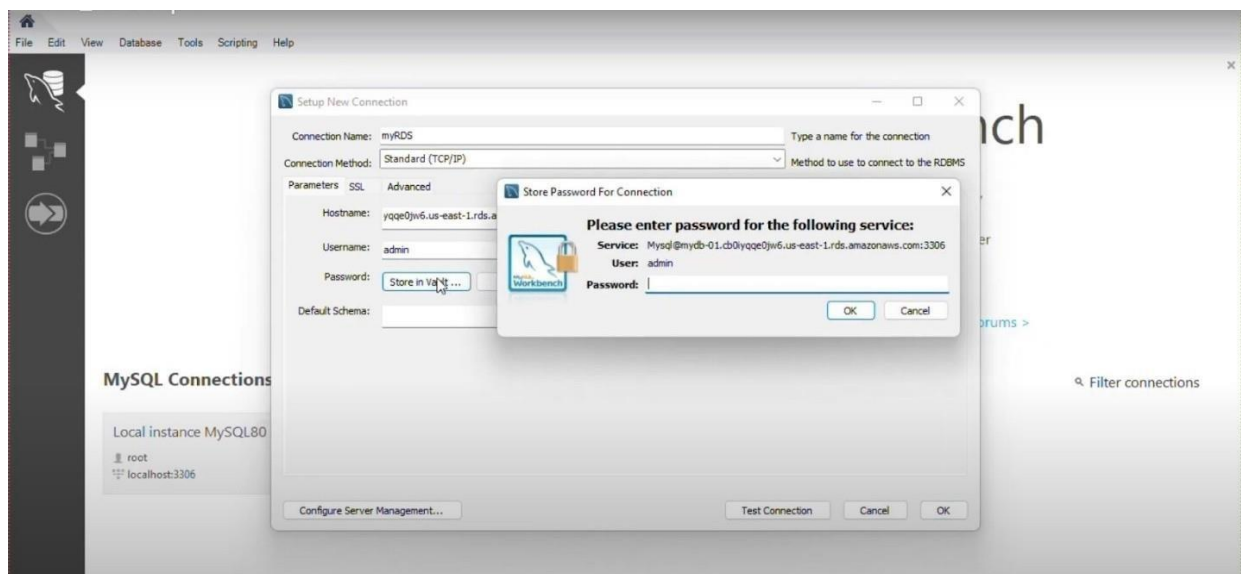 File Edit View Database Tools Scripting Help
Setup New Connection
Connection Name: myRDS Type a name for the connection
Connection Method: Standard (TCP/IP) Method to use to connect to the RDBMS
Parameters SSL Advanced
Hostname: yqqe0jw6.us-east-1.rds.a
Username: admin
Password: Store in Vault ...
Default Schema:
Store Password For Connection
Please enter password for the following service:
Service: Mysql@mydb-01.cb0iyqqe0jw6.us-east-1.rds.amazonaws.com:3306
User: admin
Password:
MySQL
Workbench
OK Cancel
nch
er
orums >
MySQL Connections
Filter connections
Local instance MySQL80
root
localhost:3306
Configure Server Management... Test Connection Cancel OK